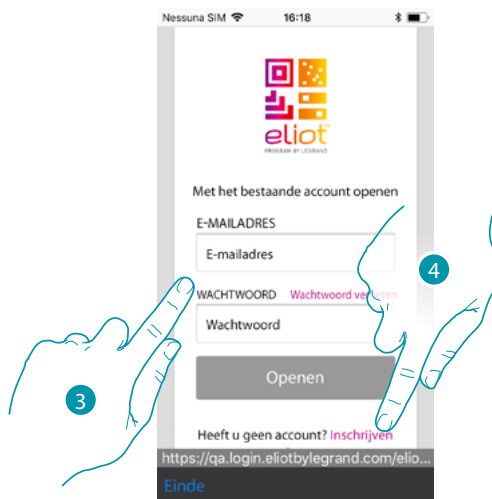 Nessuna SIM 16:18
eliot
PROGRAM BY LEGRAND
Met het bestaande account openen
E-MAILADRES
E-mailadres
WACHTWOORD Wachtwoord vergeten
Wachtwoord
Openen
Heeft u geen account? Inschrijven
https://qa.login.eliotbylegrand.com/elio...
Einde
3
4